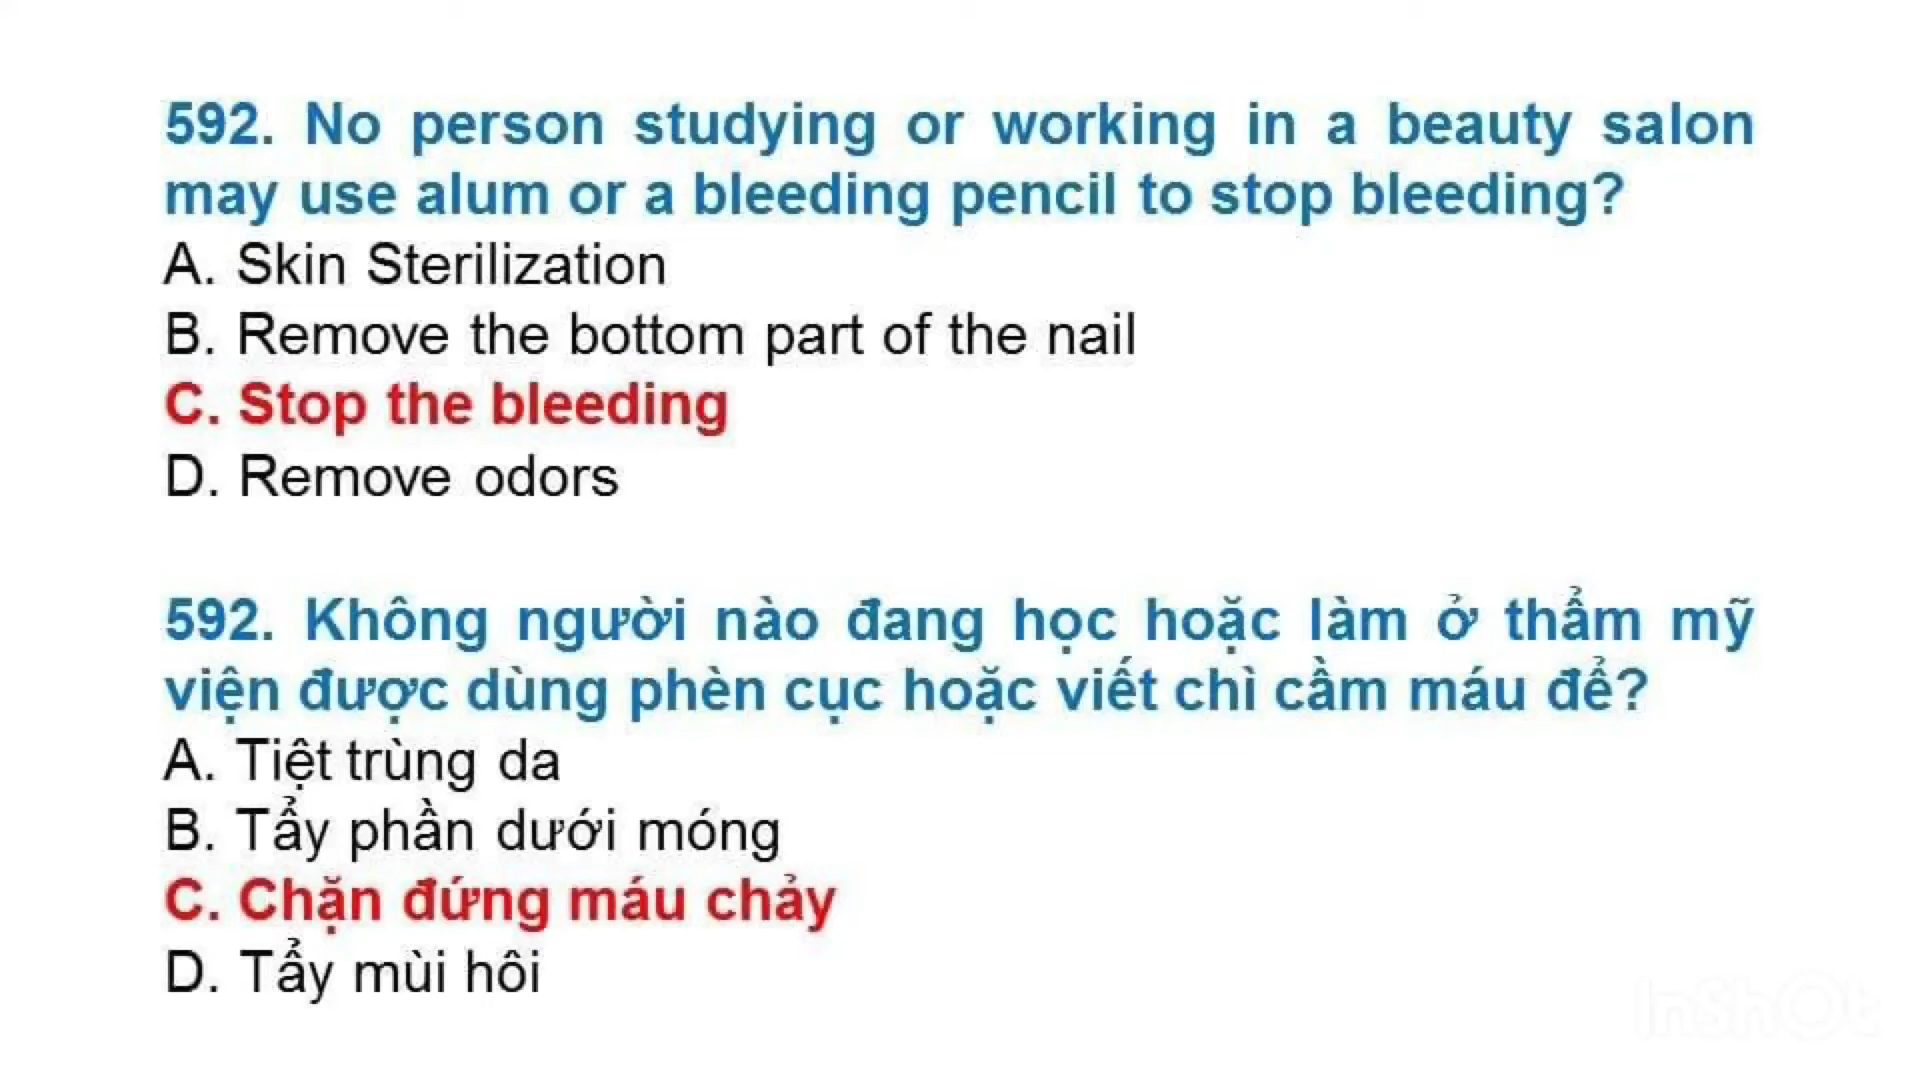 592. No person studying or working in a beauty salon
may use alum or a bleeding pencil to stop bleeding?
A. Skin Sterilization
B. Remove the bottom part of the nail
C. Stop the bleeding
D. Remove odors
592. Không người nào đang học hoặc làm ở thẩm mỹ
viện được dùng phèn cục hoặc viết chì cầm máu để?
A. Tiệt trùng da
B. Tẩy phần dưới móng
C. Chặn đứng máu chảy
D. Tẩy mùi hôi
InShOt